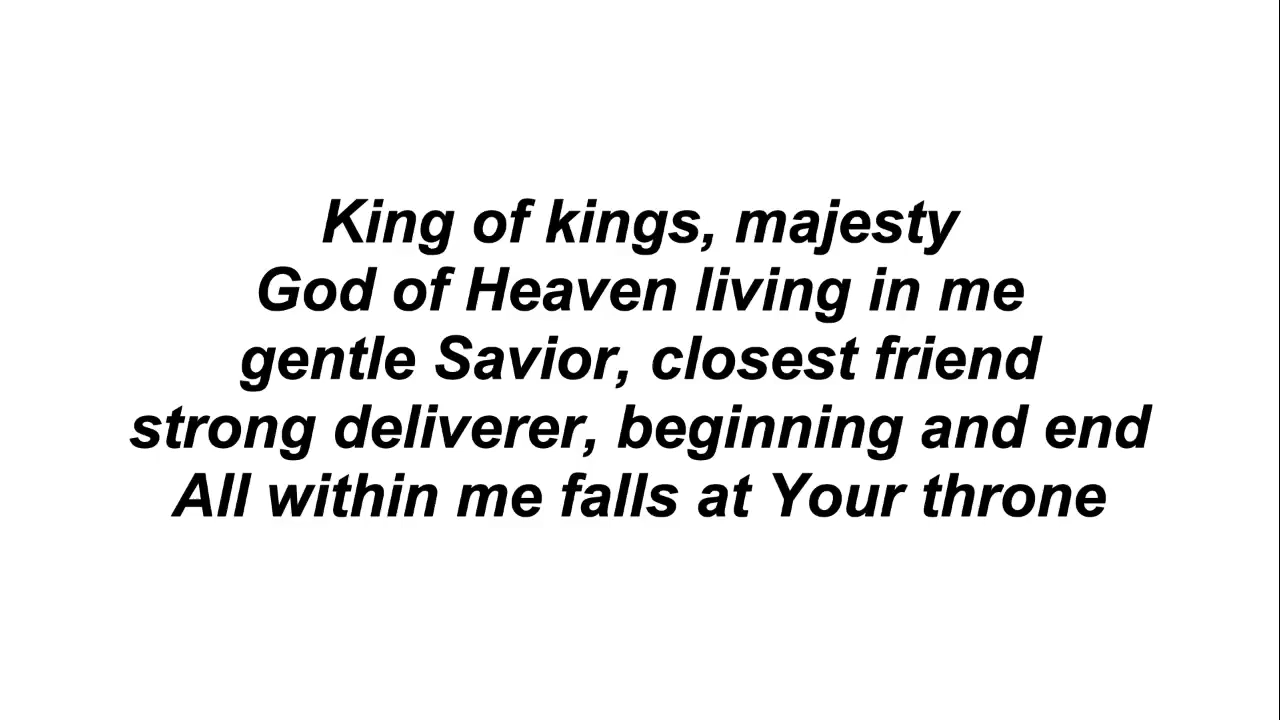 King of kings, majesty
God of Heaven living in me
gentle Savior, closest friend
strong deliverer, beginning and end
All within me falls at Your throne